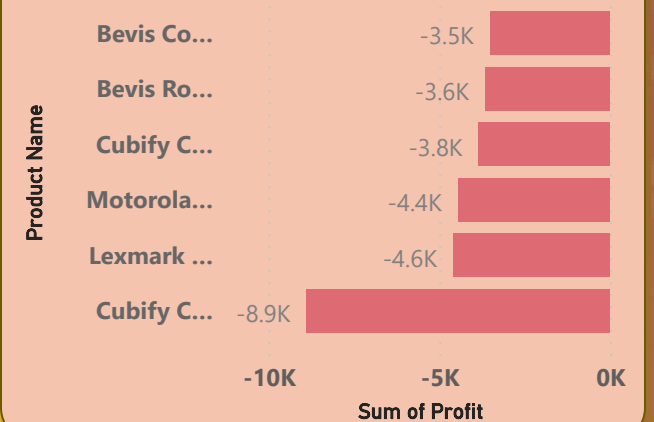 Product Name
Bevis Co...
-3.5K
Bevis Ro...
-3.6K
Cubify C...
-3.8K
Motorola...
-4.4K
Lexmark ...
-4.6K
Cubify C...
-8.9K
-10K
-5K
0K
Sum of Profit